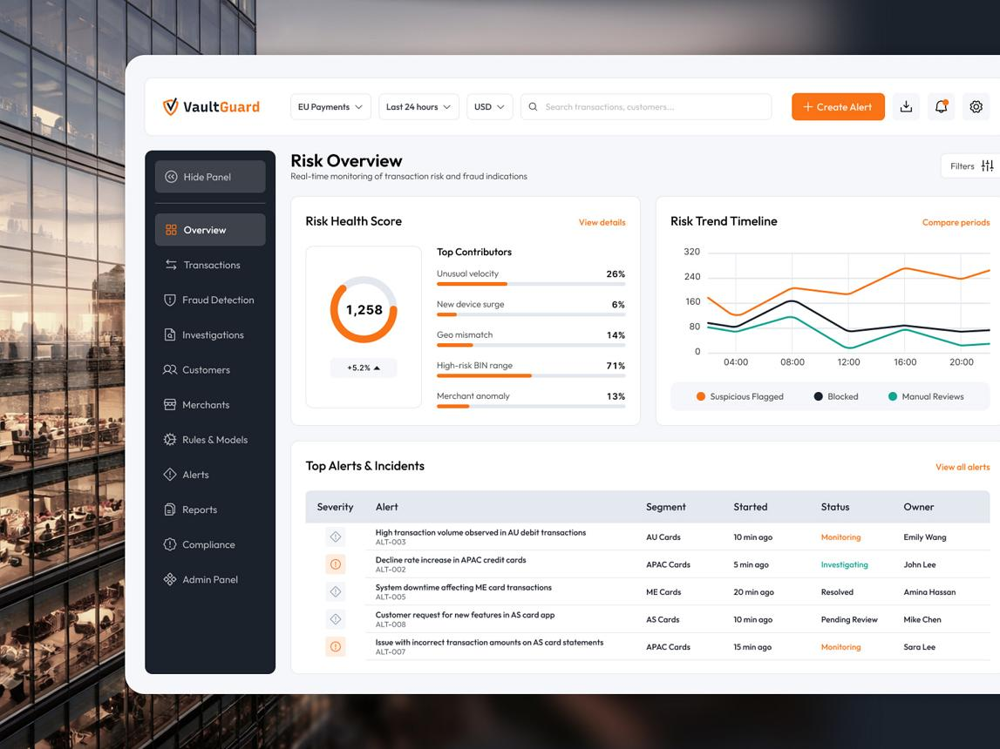 VaultGuard
EU Payments
Last 24 hours
USD
Search transactions, customers...
Create Alert
Hide Panel
Overview
Transactions
Fraud Detection
Investigations
Customers
Merchants
Rules & Models
Alerts
Reports
Compliance
Admin Panel
Risk Overview
Real-time monitoring of transaction risk and fraud indications
Filters
Risk Health Score
View details
1,258
+5.2%
Top Contributors
Unusual velocity 26%
New device surge 6%
Geo mismatch 14%
High-risk BIN range 71%
Merchant anomaly 13%
Risk Trend Timeline
Compare periods
320
240
160
80
0
04:00 08:00 12:00 16:00 20:00
Suspicious Flagged Blocked Manual Reviews
Top Alerts & Incidents
View all alerts
Severity Alert Segment Started Status Owner
High transaction volume observed in AU debit transactions
ALT-003
AU Cards 10 min ago Monitoring Emily Wang
Decline rate increase in APAC credit cards
ALT-002
APAC Cards 5 min ago Investigating John Lee
System downtime affecting ME card transactions
ALT-005
ME Cards 20 min ago Resolved Amina Hassan
Customer request for new features in AS card app
ALT-008
AS Cards 10 min ago Pending Review Mike Chen
Issue with incorrect transaction amounts on AS card statements
ALT-007
APAC Cards 15 min ago Monitoring Sara Lee